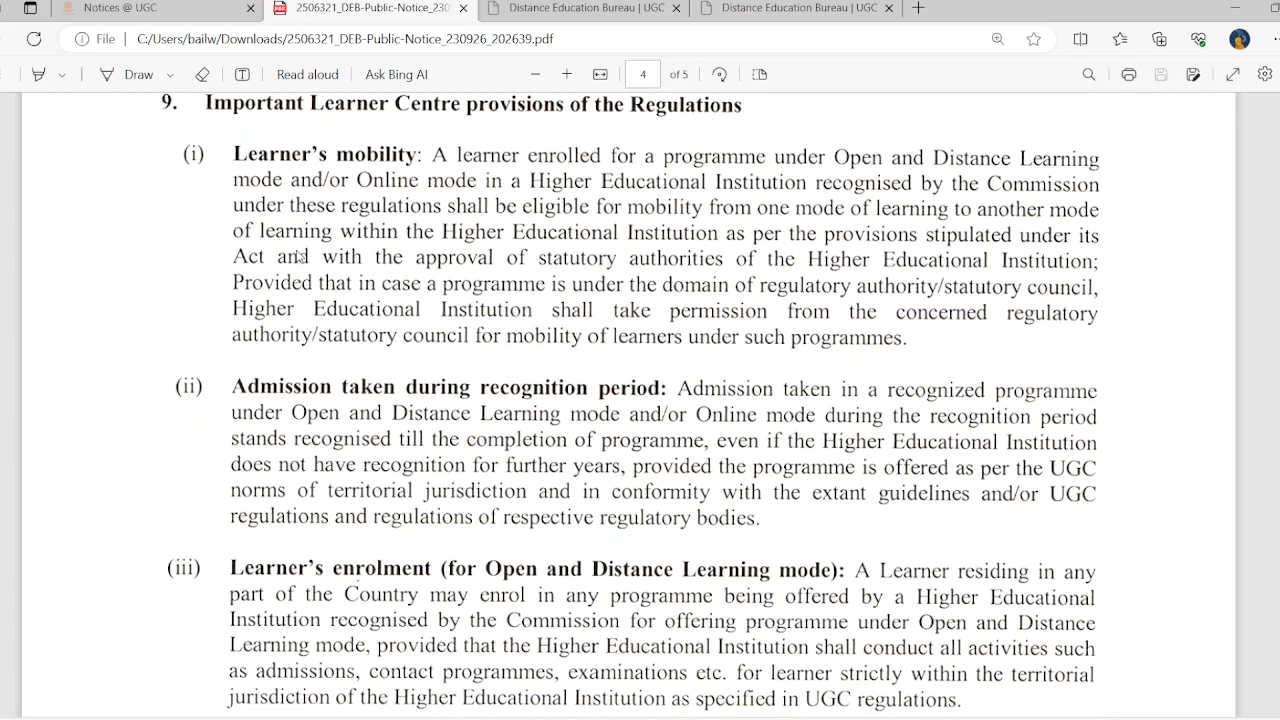 Notices @ UGC
2506321_DEB-Public-Notice_230
Distance Education Bureau | UGC
Distance Education Bureau | UGC
File
C:/Users/bailw/Downloads/2506321_DEB-Public-Notice_230926_202639.pdf
Draw
Read aloud
Ask Bing AI
4
of 5
9. Important Learner Centre provisions of the Regulations
(i) Learner's mobility: A learner enrolled for a programme under Open and Distance Learning
mode and/or Online mode in a Higher Educational Institution recognised by the Commission
under these regulations shall be eligible for mobility from one mode of learning to another mode
of learning within the Higher Educational Institution as per the provisions stipulated under its
Act and with the approval of statutory authorities of the Higher Educational Institution;
Provided that in case a programme is under the domain of regulatory authority/statutory council,
Higher Educational Institution shall take permission from the concerned regulatory
authority/statutory council for mobility of learners under such programmes.
(ii) Admission taken during recognition period: Admission taken in a recognized programme
under Open and Distance Learning mode and/or Online mode during the recognition period
stands recognised till the completion of programme, even if the Higher Educational Institution
does not have recognition for further years, provided the programme is offered as per the UGC
norms of territorial jurisdiction and in conformity with the extant guidelines and/or UGC
regulations and regulations of respective regulatory bodies.
(iii) Learner's enrolment (for Open and Distance Learning mode): A Learner residing in any
part of the Country may enrol in any programme being offered by a Higher Educational
Institution recognised by the Commission for offering programme under Open and Distance
Learning mode, provided that the Higher Educational Institution shall conduct all activities such
as admissions, contact programmes, examinations etc. for learner strictly within the territorial
jurisdiction of the Higher Educational Institution as specified in UGC regulations.